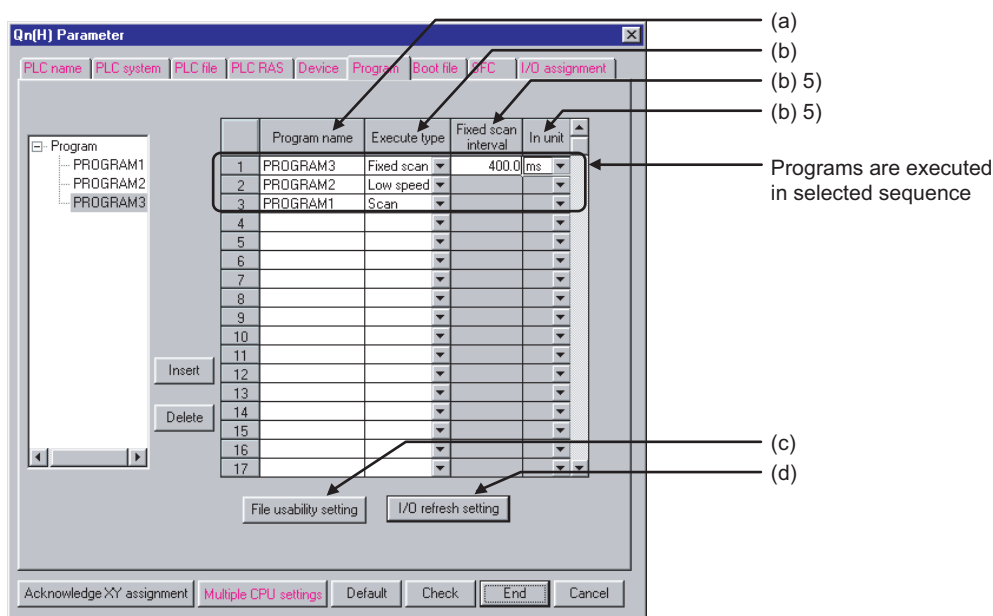 (a)
Qn(H) Parameter
(b)
PLC name PLC system PLC file PLC RAS Device Program Boot file SFC I/O assignment
(b) 5)
(b) 5)
Program name Execute type Fixed scan interval In unit
Program
PROGRAM1
PROGRAM2
PROGRAM3
1 PROGRAM3 Fixed scan 400.0 ms
2 PROGRAM2 Low speed
3 PROGRAM1 Scan
4
5
6
7
8
9
10
11
12
13
14
15
16
17
Programs are executed
in selected sequence
Insert
Delete
(c)
(d)
File usability setting I/O refresh setting
Acknowledge XY assignment Multiple CPU settings Default Check End Cancel